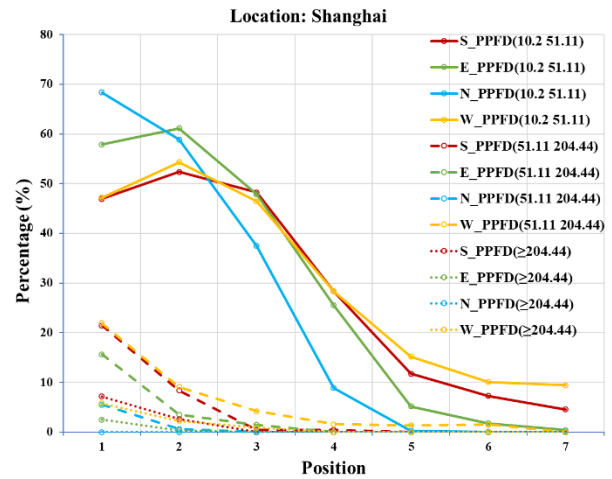 Location: Shanghai
80
70
60
50
40
30
20
10
0
Percentage (%)
1 2 3 4 5 6 7
Position
S_PPFD(10.2 51.11)
E_PPFD(10.2 51.11)
N_PPFD(10.2 51.11)
W_PPFD(10.2 51.11)
S_PPFD(51.11 204.44)
E_PPFD(51.11 204.44)
N_PPFD(51.11 204.44)
W_PPFD(51.11 204.44)
S_PPFD(≥204.44)
E_PPFD(≥204.44)
N_PPFD(≥204.44)
W_PPFD(≥204.44)